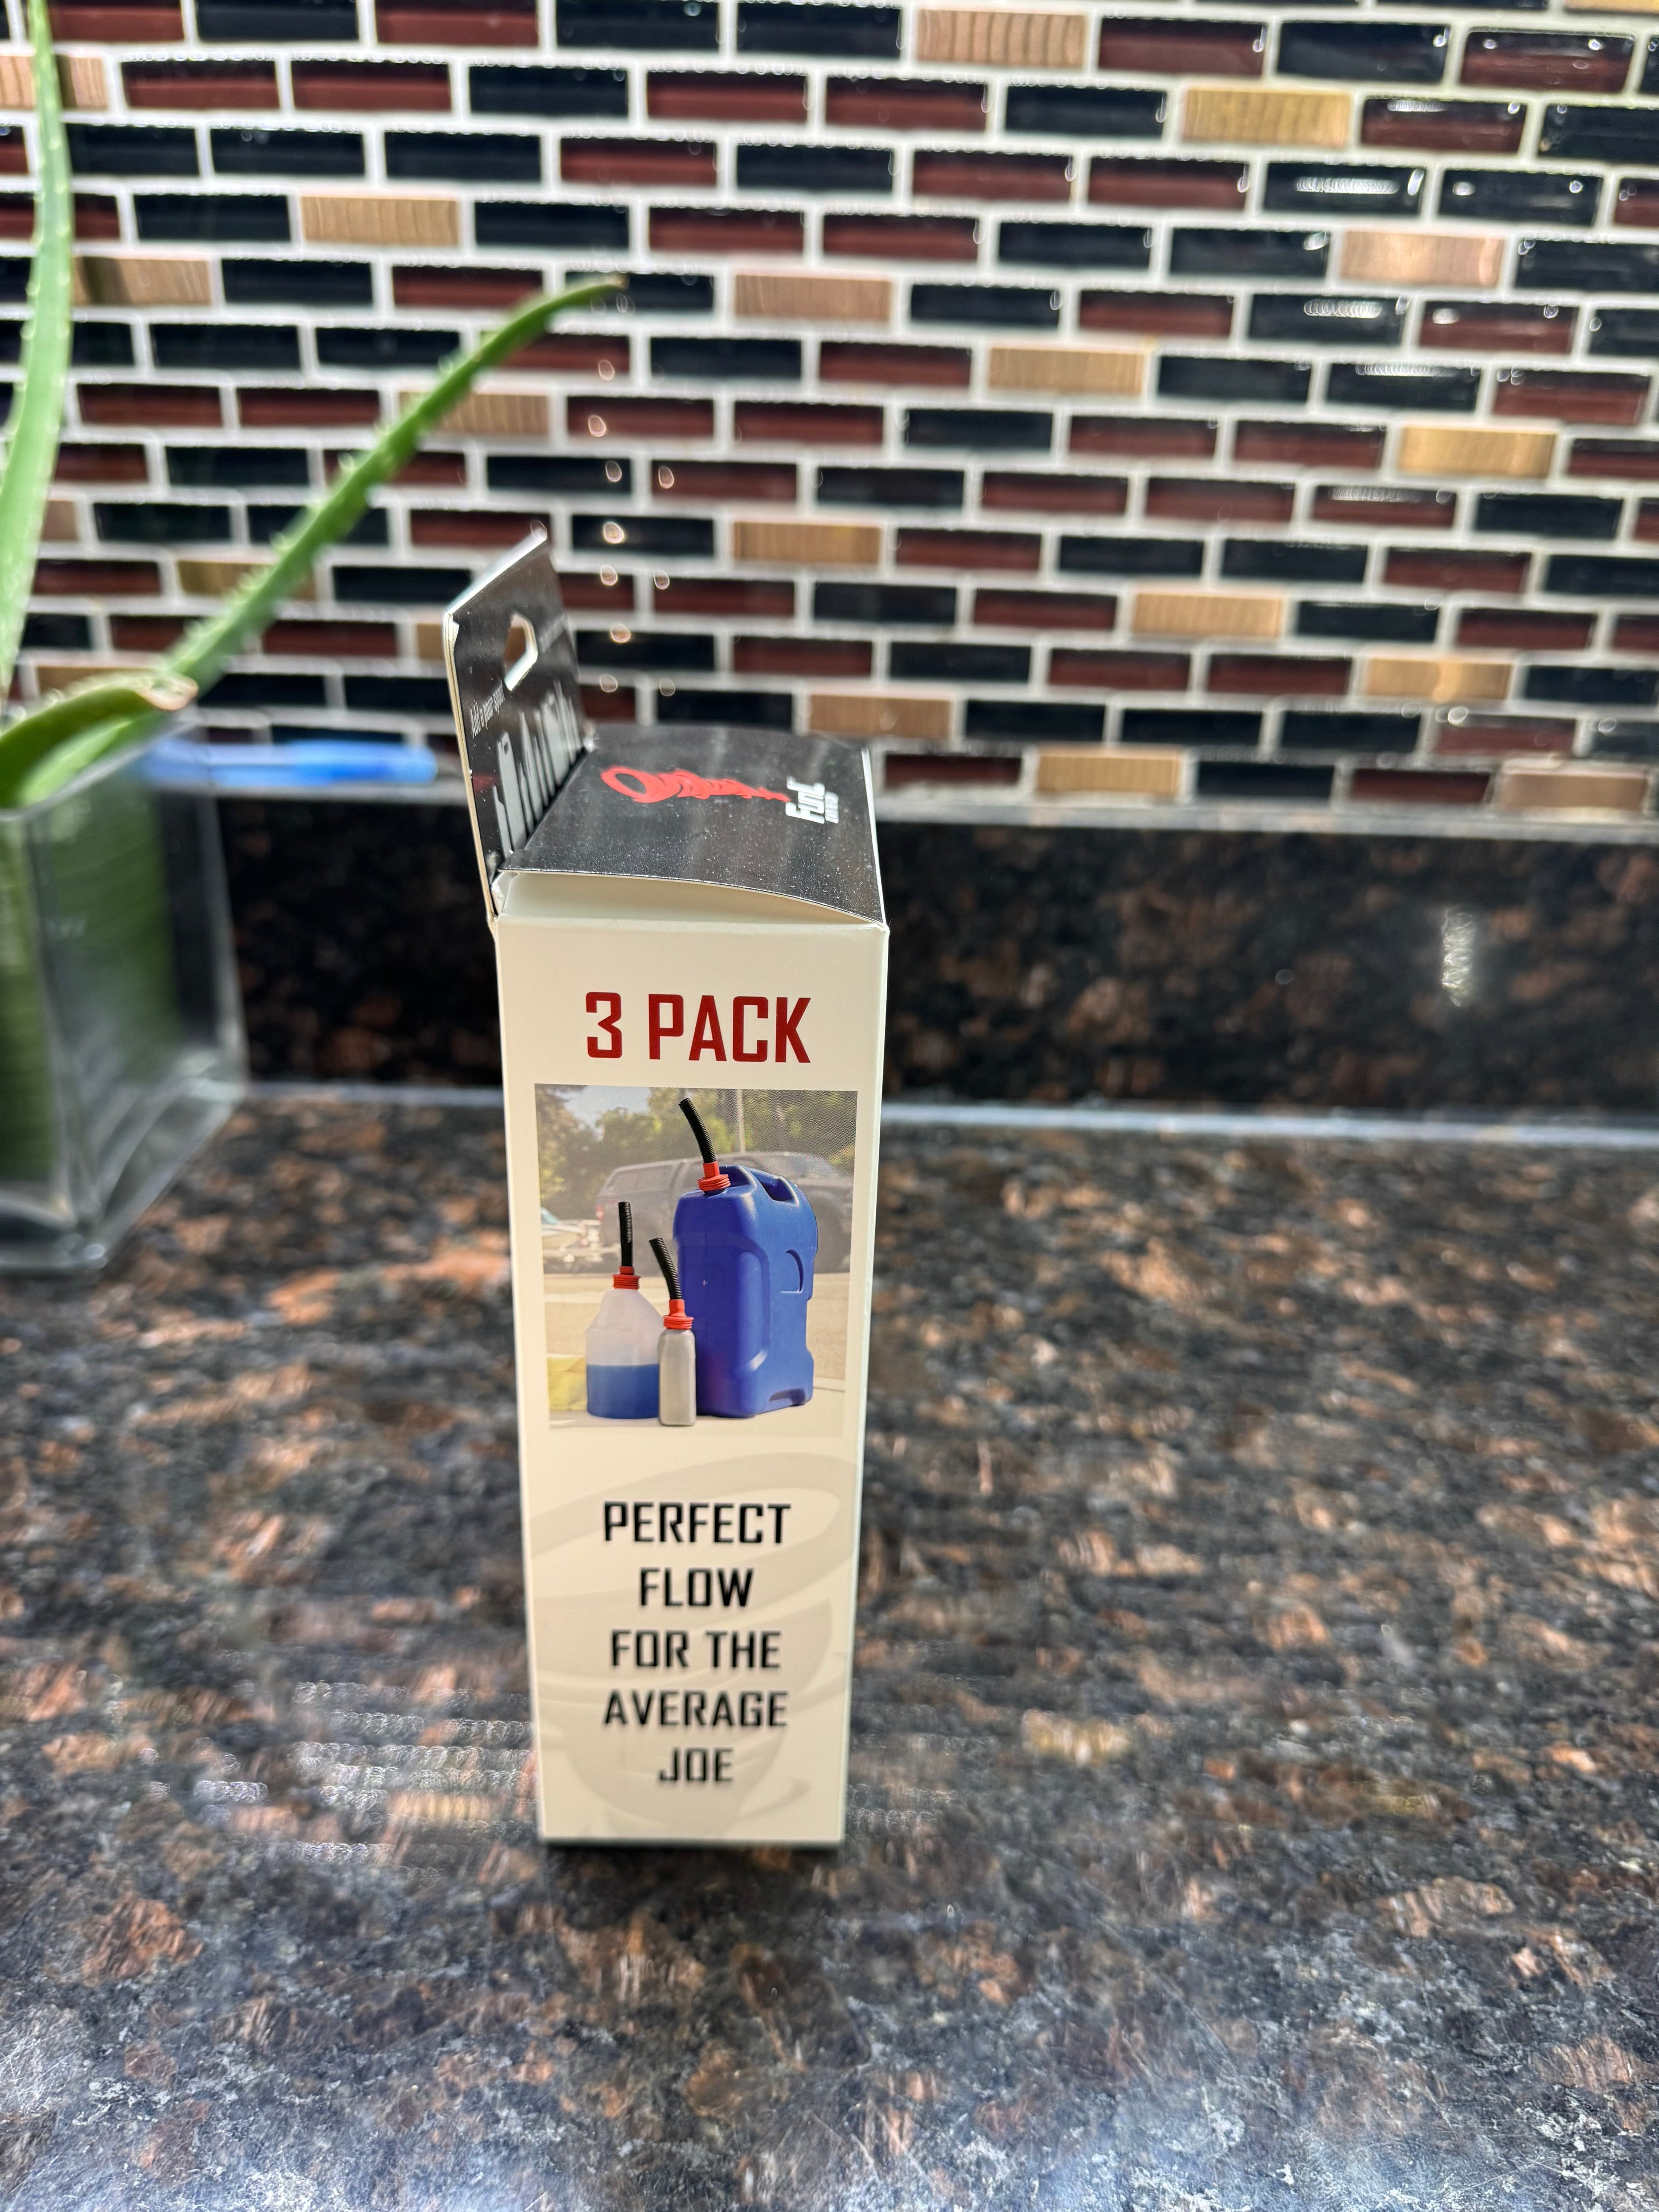 3 PACK
PERFECT
FLOW
FOR THE
AVERAGE
JOE